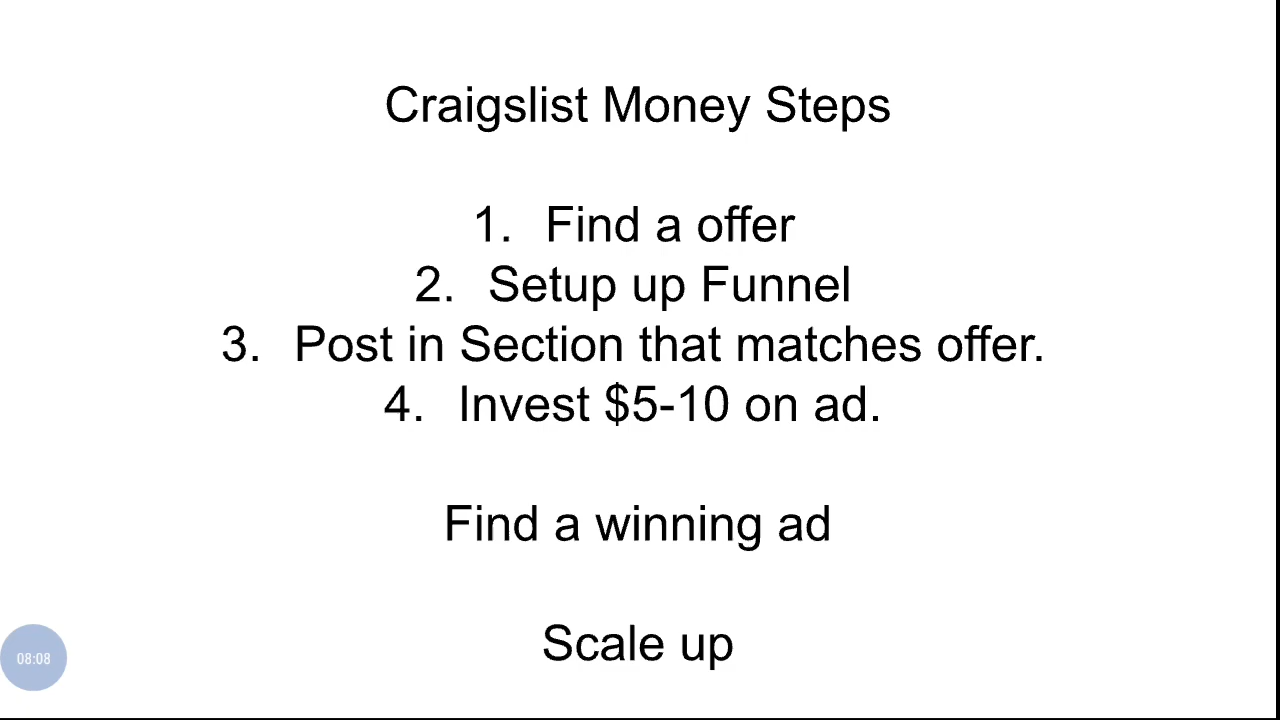 Craigslist Money Steps
1. Find a offer
2. Setup up Funnel
3. Post in Section that matches offer.
4. Invest $5-10 on ad.
Find a winning ad
Scale up
08:08